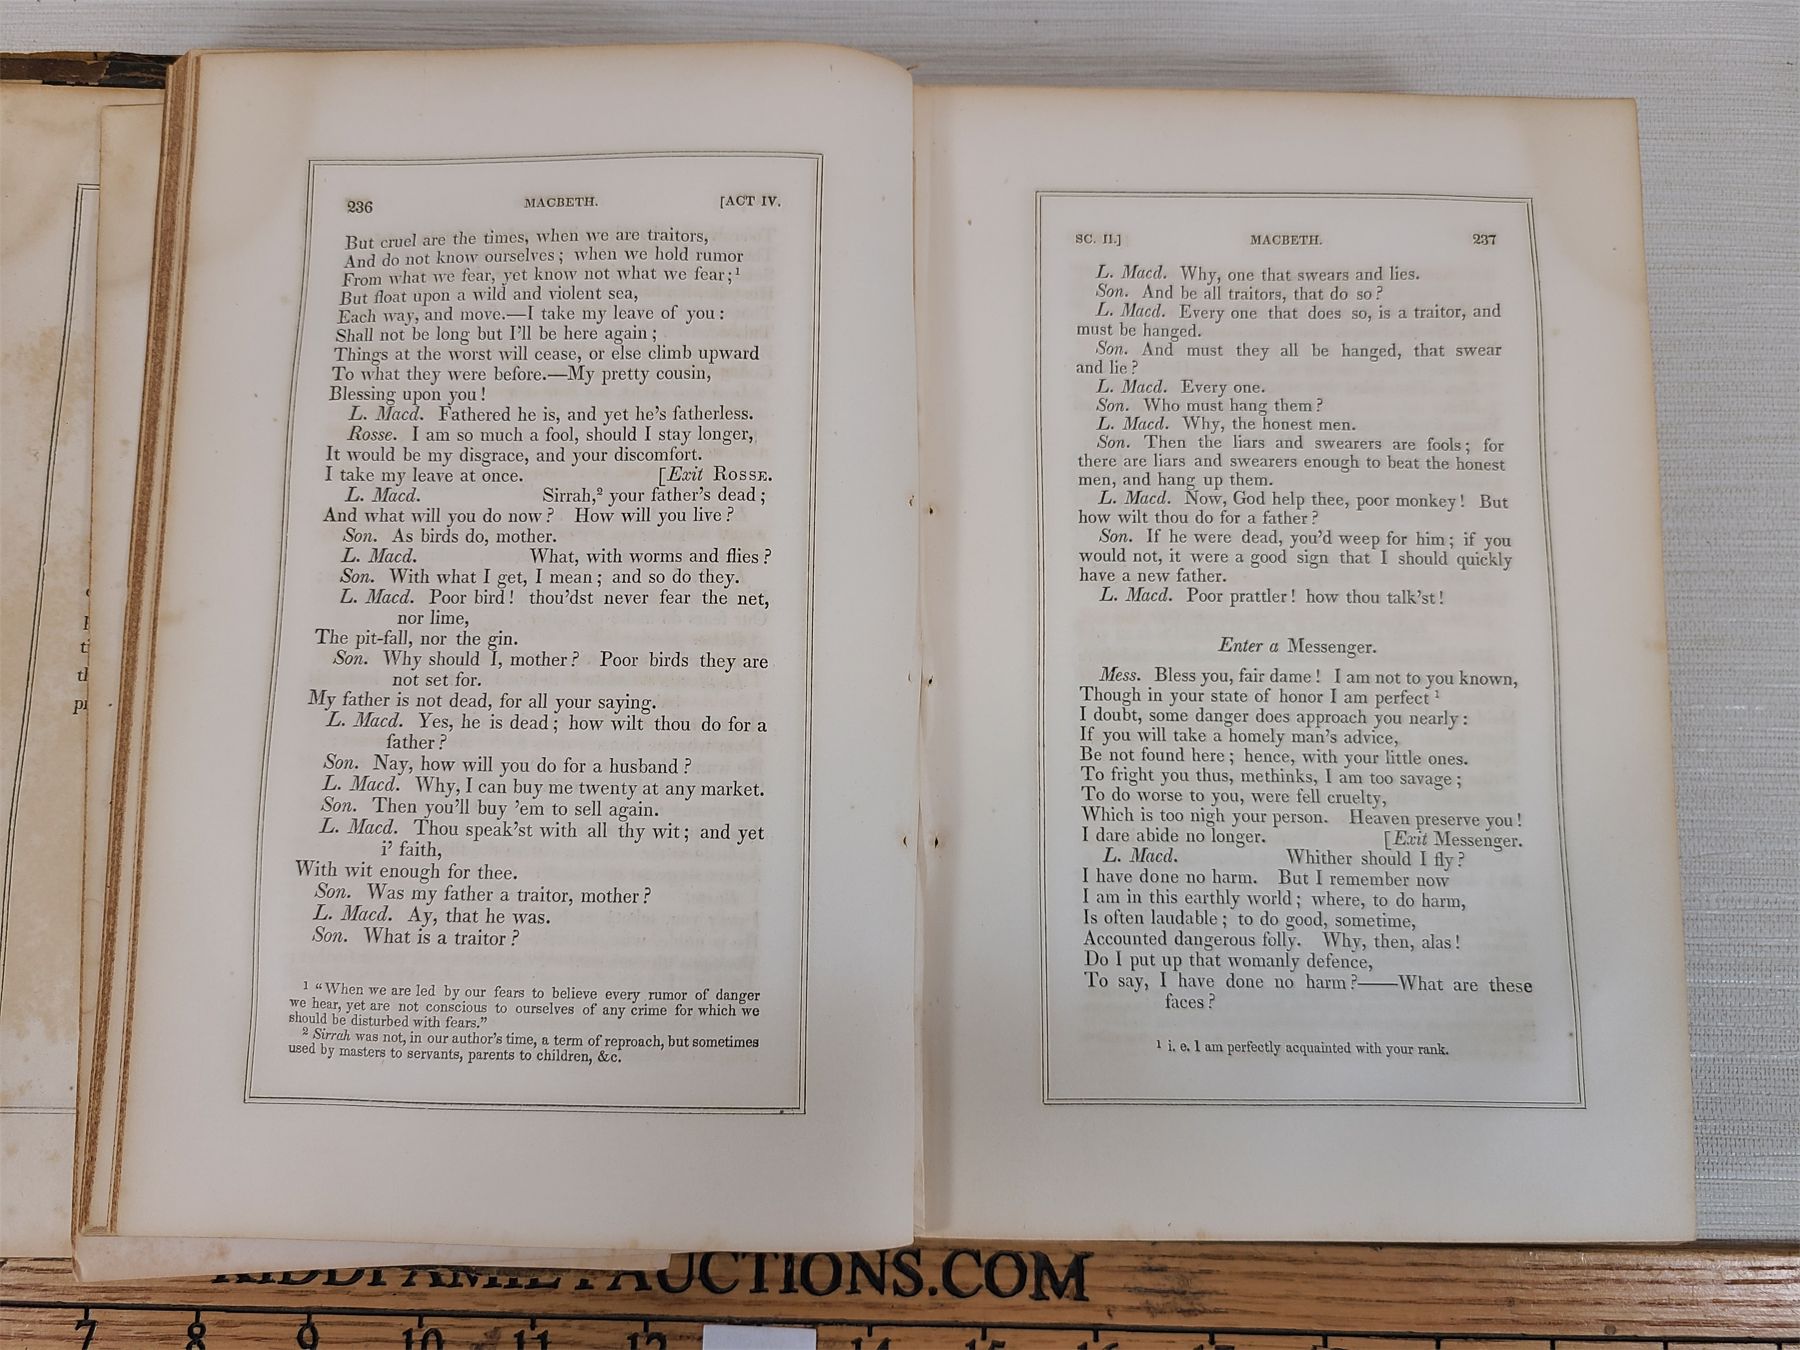 236 MACBETH. [ACT IV.
But cruel are the times, when we are traitors,
And do not know ourselves; when we hold rumor
From what we fear, yet know not what we fear;¹
But float upon a wild and violent sea,
Each way, and move.—I take my leave of you:
Shall not be long but I'll be here again;
Things at the worst will cease, or else climb upward
To what they were before.—My pretty cousin,
Blessing upon you!
L. Macd. Fathered he is, and yet he's fatherless.
Rosse. I am so much a fool, should I stay longer,
It would be my disgrace, and your discomfort.
I take my leave at once. [Exit ROSSE.
L. Macd. Sirrah,² your father's dead;
And what will you do now? How will you live?
Son. As birds do, mother.
L. Macd. What, with worms and flies?
Son. With what I get, I mean; and so do they.
L. Macd. Poor bird! thou'dst never fear the net,
nor lime,
The pit-fall, nor the gin.
Son. Why should I, mother? Poor birds they are
not set for.
My father is not dead, for all your saying.
L. Macd. Yes, he is dead; how wilt thou do for a
father?
Son. Nay, how will you do for a husband?
L. Macd. Why, I can buy me twenty at any market.
Son. Then you'll buy 'em to sell again.
L. Macd. Thou speak'st with all thy wit; and yet
i' faith,
With wit enough for thee.
Son. Was my father a traitor, mother?
L. Macd. Ay, that he was.
Son. What is a traitor?
¹ "When we are led by our fears to believe every rumor of danger
we hear, yet are not conscious to ourselves of any crime for which we
should be disturbed with fears."
² Sirrah was not, in our author's time, a term of reproach, but sometimes
used by masters to servants, parents to children, &c.
SC. II.] MACBETH. 237
L. Macd. Why, one that swears and lies.
Son. And be all traitors, that do so?
L. Macd. Every one that does so, is a traitor, and
must be hanged.
Son. And must they all be hanged, that swear
and lie?
L. Macd. Every one.
Son. Who must hang them?
L. Macd. Why, the honest men.
Son. Then the liars and swearers are fools; for
there are liars and swearers enough to beat the honest
men, and hang up them.
L. Macd. Now, God help thee, poor monkey! But
how wilt thou do for a father?
Son. If he were dead, you'd weep for him; if you
would not, it were a good sign that I should quickly
have a new father.
L. Macd. Poor prattler! how thou talk'st!
Enter a Messenger.
Mess. Bless you, fair dame! I am not to you known,
Though in your state of honor I am perfect ¹
I doubt, some danger does approach you nearly:
If you will take a homely man's advice,
Be not found here; hence, with your little ones.
To fright you thus, methinks, I am too savage;
To do worse to you, were fell cruelty,
Which is too nigh your person. Heaven preserve you!
I dare abide no longer. [Exit Messenger.
L. Macd. Whither should I fly?
I have done no harm. But I remember now
I am in this earthly world; where, to do harm,
Is often laudable; to do good, sometime,
Accounted dangerous folly. Why, then, alas!
Do I put up that womanly defence,
To say, I have done no harm?——What are these
faces?
¹ i. e. I am perfectly acquainted with your rank.
KIDDFAMILYAUCTIONS.COM
7 8 9 10 11 12 14 15 16 17 18